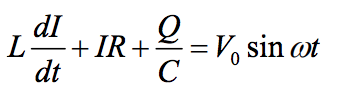 L dI/dt + IR + Q/C = V₀ sin ωt